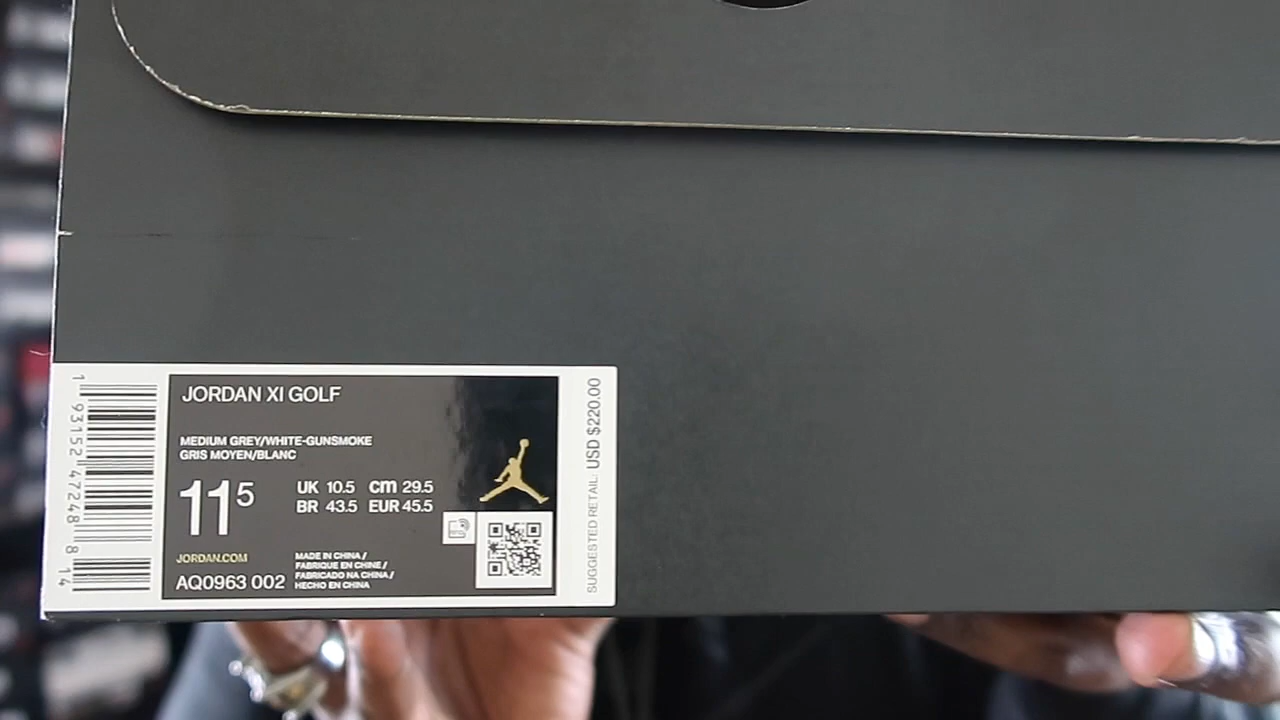 1 93152 47248 8 14
JORDAN XI GOLF
MEDIUM GREY/WHITE-GUNSMOKE
GRIS MOYEN/BLANC
11 5
UK 10.5 cm 29.5
BR 43.5 EUR 45.5
JORDAN.COM
AQ0963 002
MADE IN CHINA /
FABRIQUE EN CHINE /
FABRICADO NA CHINA /
HECHO EN CHINA
SUGGESTED RETAIL: USD $220.00